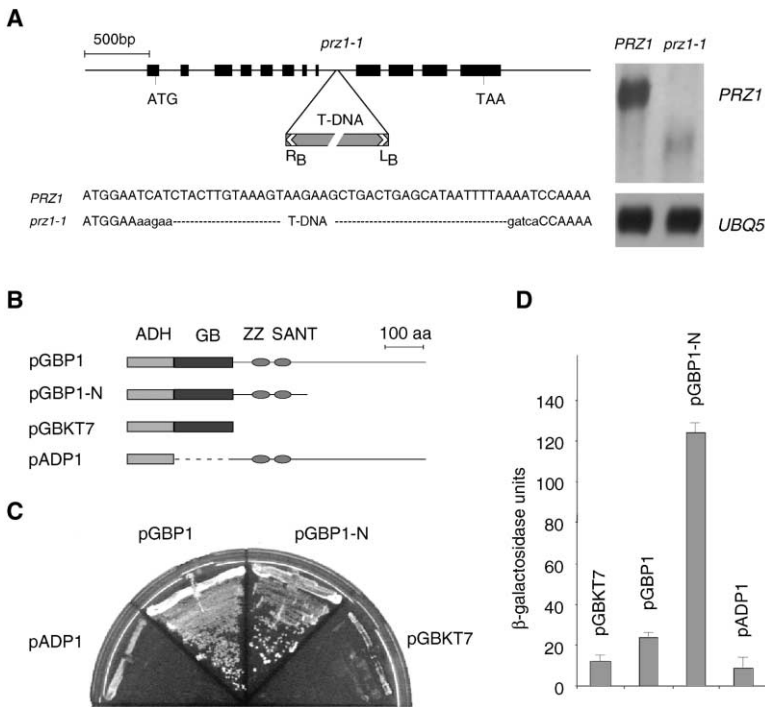 A
500bp
prz1-1
ATG
TAA
T-DNA
RB
LB
PRZ1 ATGGAATCATCTACTTGTAAAGTAAGAAGCTGACTGAGCATAATTTTAAAATCCAAAA
prz1-1 ATGGAAaagaa----------------------- T-DNA -------------------------------------gatcaCCAAAA
PRZ1 prz1-1
PRZ1
UBQ5
B
ADH GB ZZ SANT 100 aa
pGBP1
pGBP1-N
pGBKT7
pADP1
C
pGBP1
pGBP1-N
pADP1
pGBKT7
D
β-galactosidase units
140
120
100
80
60
40
20
0
pGBKT7
pGBP1
pGBP1-N
pADP1